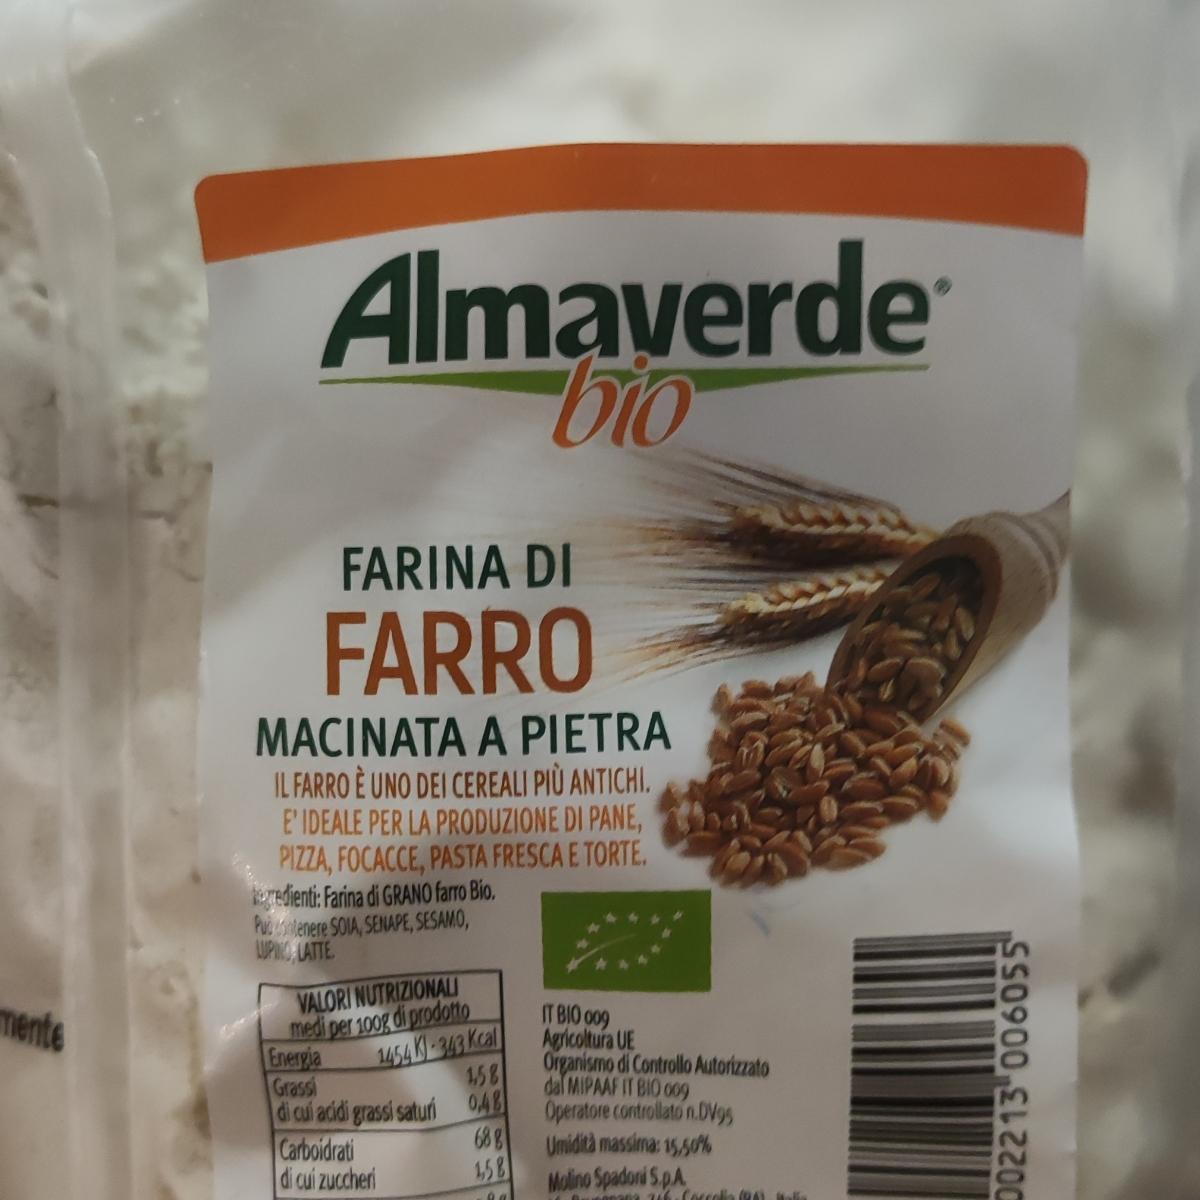 Almaverde®
bio
FARINA DI
FARRO
MACINATA A PIETRA
IL FARRO È UNO DEI CEREALI PIÙ ANTICHI.
E' IDEALE PER LA PRODUZIONE DI PANE,
PIZZA, FOCACCE, PASTA FRESCA E TORTE.
Ingredienti: Farina di GRANO farro Bio.
Può contenere SOIA, SENAPE, SESAMO,
LUPINO, LATTE.
mente
VALORI NUTRIZIONALI
medi per 100g di prodotto
Energia 1454 KJ - 343 Kcal
Grassi 1,5 g
di cui acidi grassi saturi 0,4 g
Carboidrati 68 g
di cui zuccheri 1,5 g
IT BIO 009
Agricoltura UE
Organismo di Controllo Autorizzato
dal MIPAAF IT BIO 009
Operatore controllato n.DV95
Umidità massima: 15,50%
Molino Spadoni S.p.A.
002213 006055